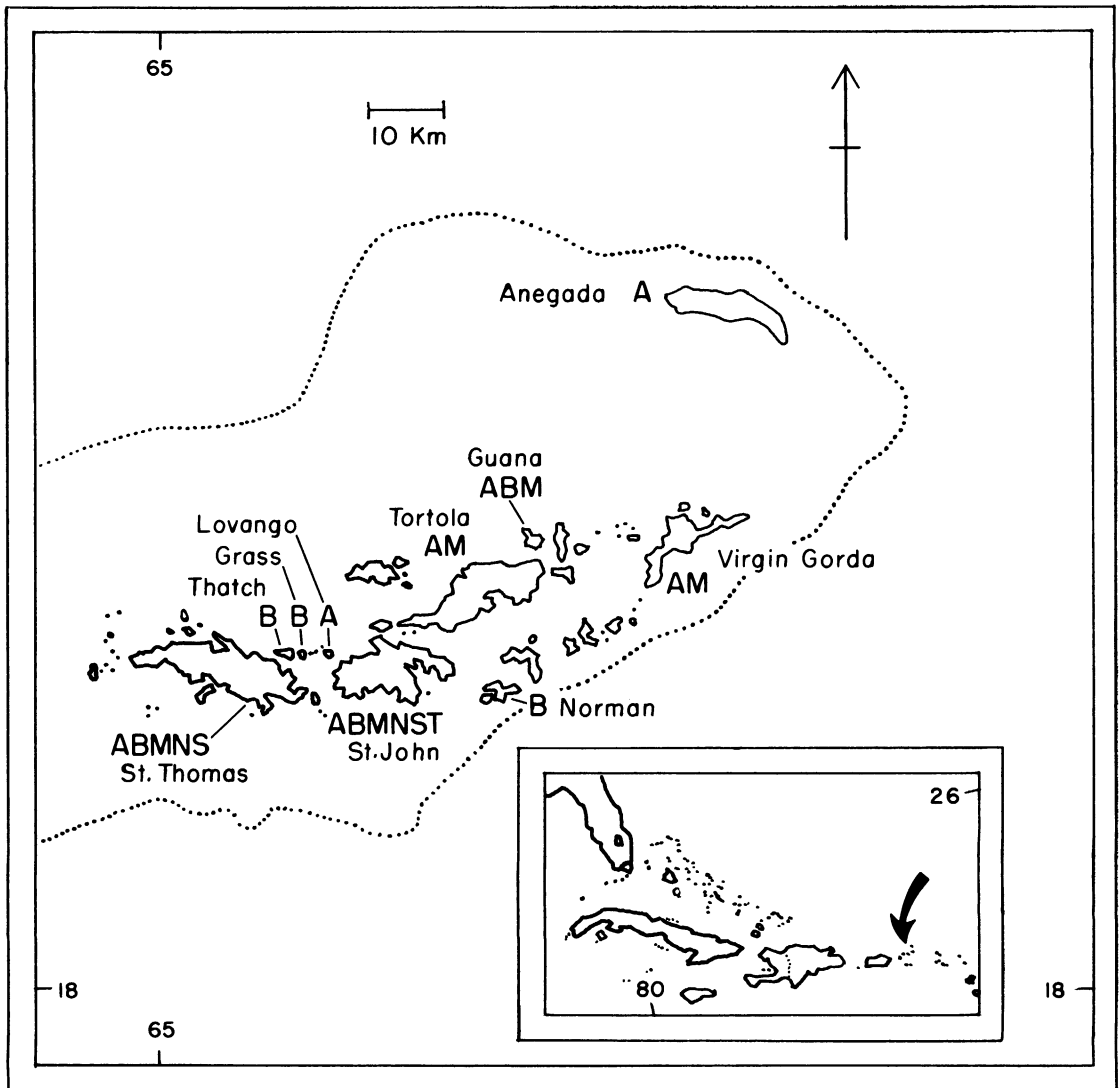 65
10 Km
Anegada A
Guana
ABM
Tortola
AM
Lovango
Grass
Thatch
B B A
Virgin Gorda
AM
B Norman
ABMNS
St. Thomas
ABMNST
St. John
26
80
18
18
65